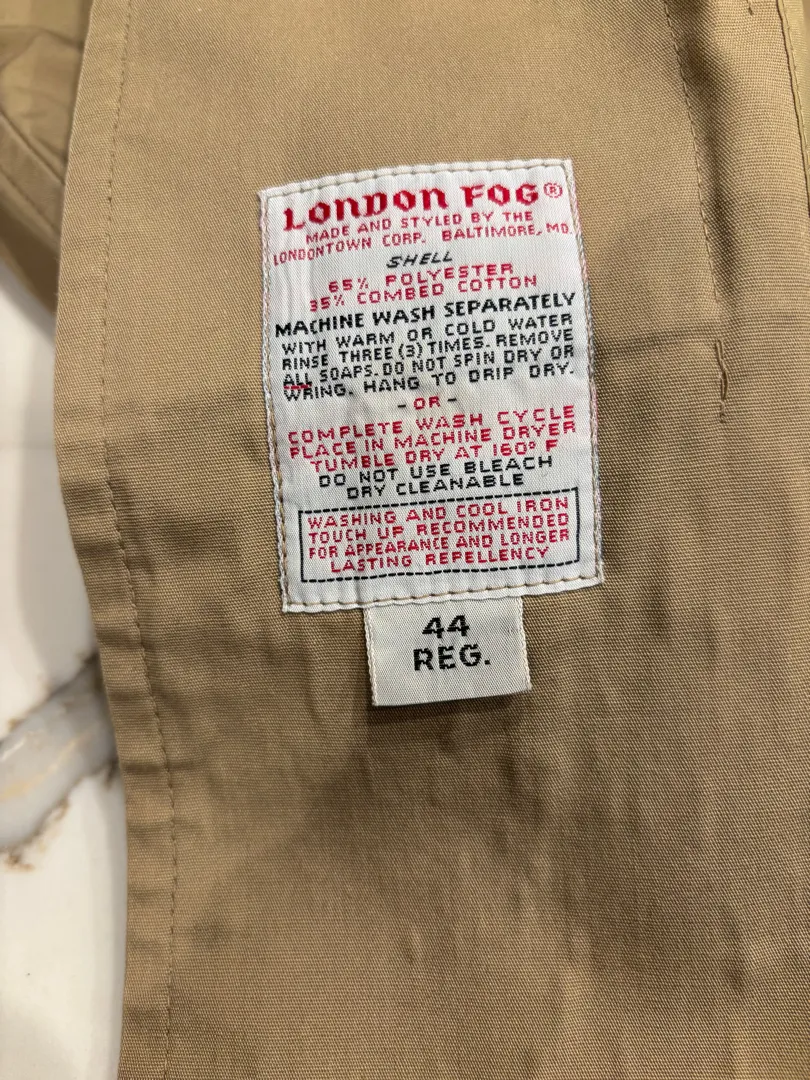 LONDON FOG®
MADE AND STYLED BY THE
LONDONTOWN CORP. BALTIMORE, MD.
SHELL
65% POLYESTER
35% COMBED COTTON
MACHINE WASH SEPARATELY
WITH WARM OR COLD WATER
RINSE THREE (3) TIMES. REMOVE
ALL SOAPS. DO NOT SPIN DRY OR
WRING. HANG TO DRIP DRY.
- OR -
COMPLETE WASH CYCLE
PLACE IN MACHINE DRYER
TUMBLE DRY AT 160° F
DO NOT USE BLEACH
DRY CLEANABLE
WASHING AND COOL IRON
TOUCH UP RECOMMENDED
FOR APPEARANCE AND LONGER
LASTING REPELLENCY
44
REG.